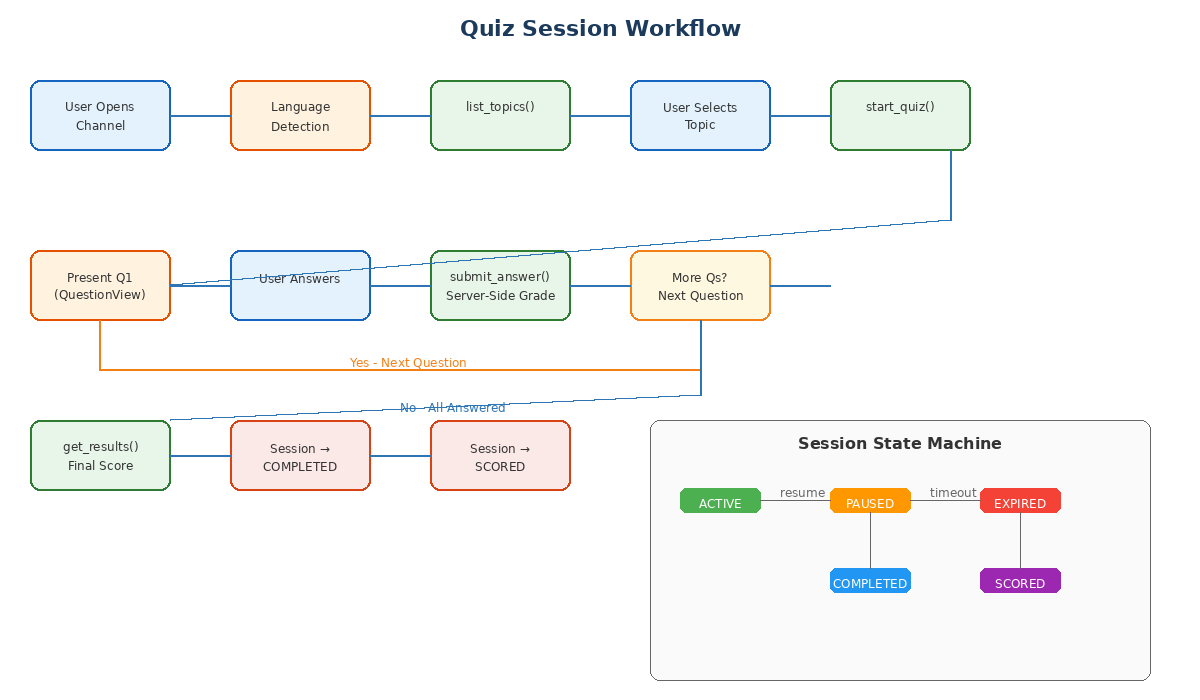 Quiz Session Workflow
User Opens
Channel
Language
Detection
list_topics()
User Selects
Topic
start_quiz()
Present Q1
(QuestionView)
User Answers
submit_answer()
Server-Side Grade
More Qs?
Next Question
Yes - Next Question
No - All Answered
get_results()
Final Score
Session →
COMPLETED
Session →
SCORED
Session State Machine
ACTIVE
resume
PAUSED
timeout
EXPIRED
COMPLETED
SCORED